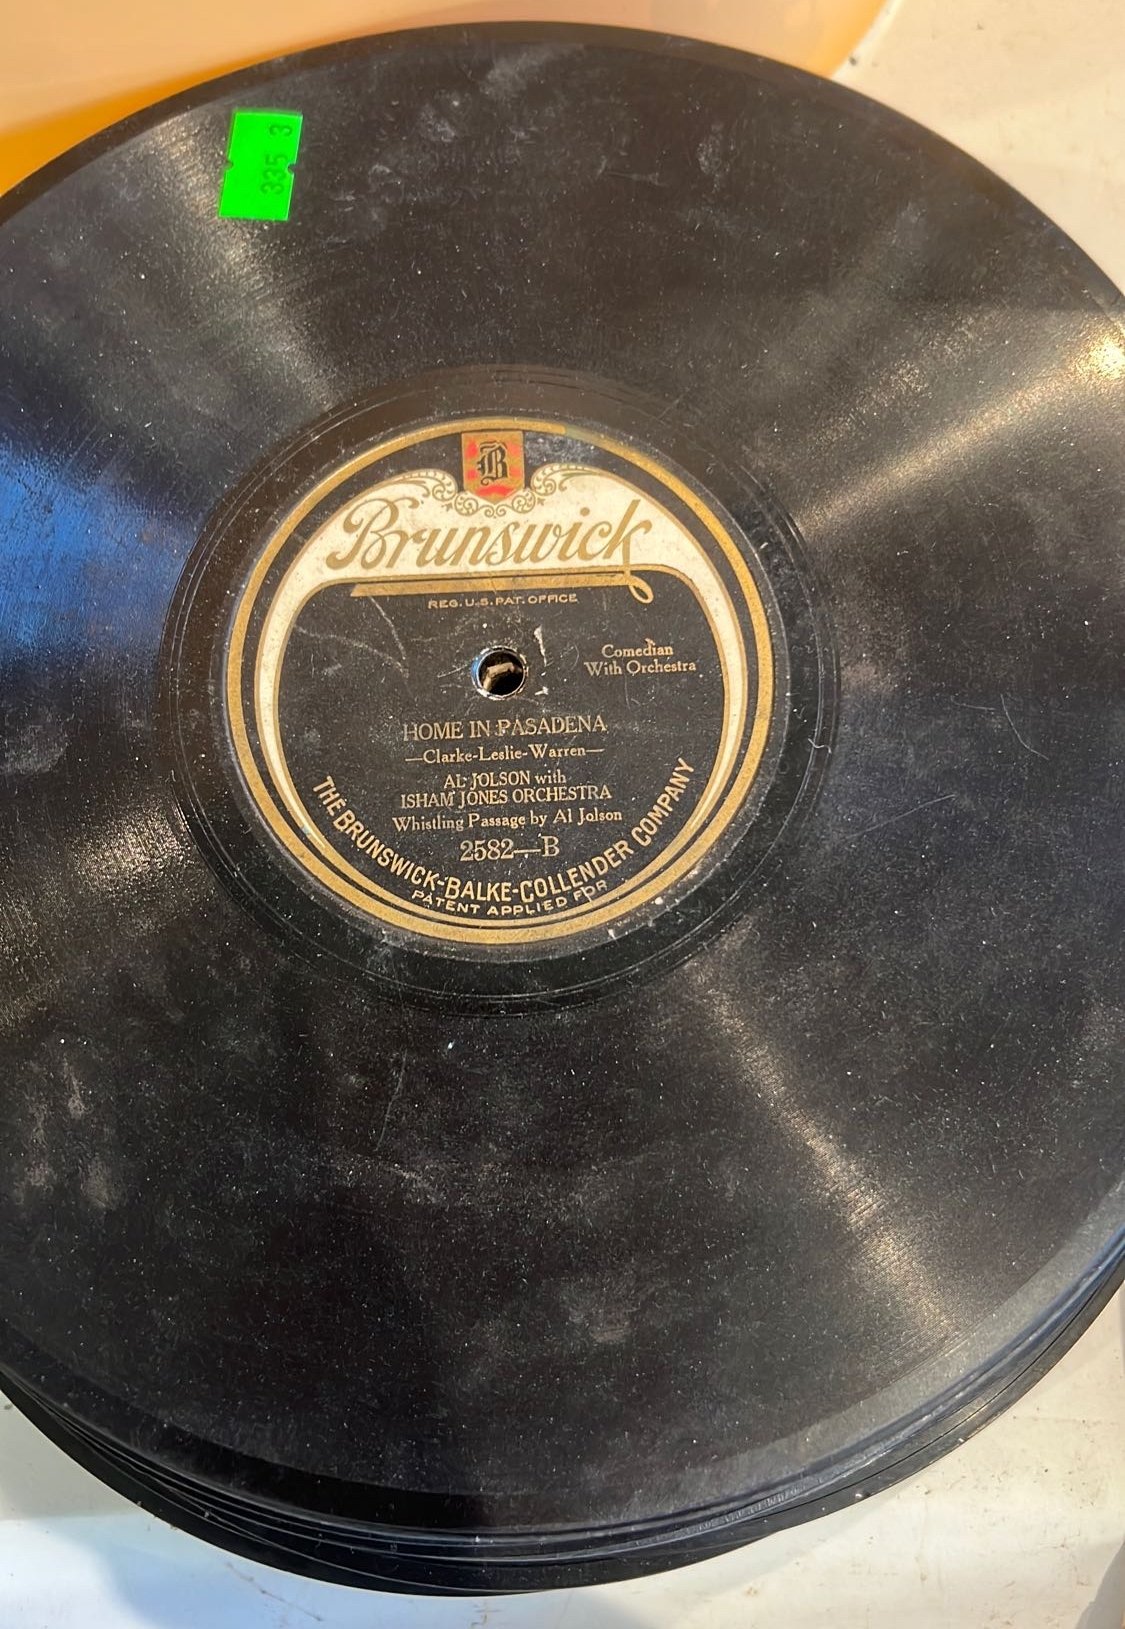 335 3
B
Brunswick
REG. U.S. PAT. OFFICE
Comedian
With Orchestra
HOME IN PASADENA
—Clarke-Leslie-Warren—
AL JOLSON with
ISHAM JONES ORCHESTRA
Whistling Passage by Al Jolson
2582—B
THE BRUNSWICK-BALKE-COLLENDER COMPANY
PATENT APPLIED FOR